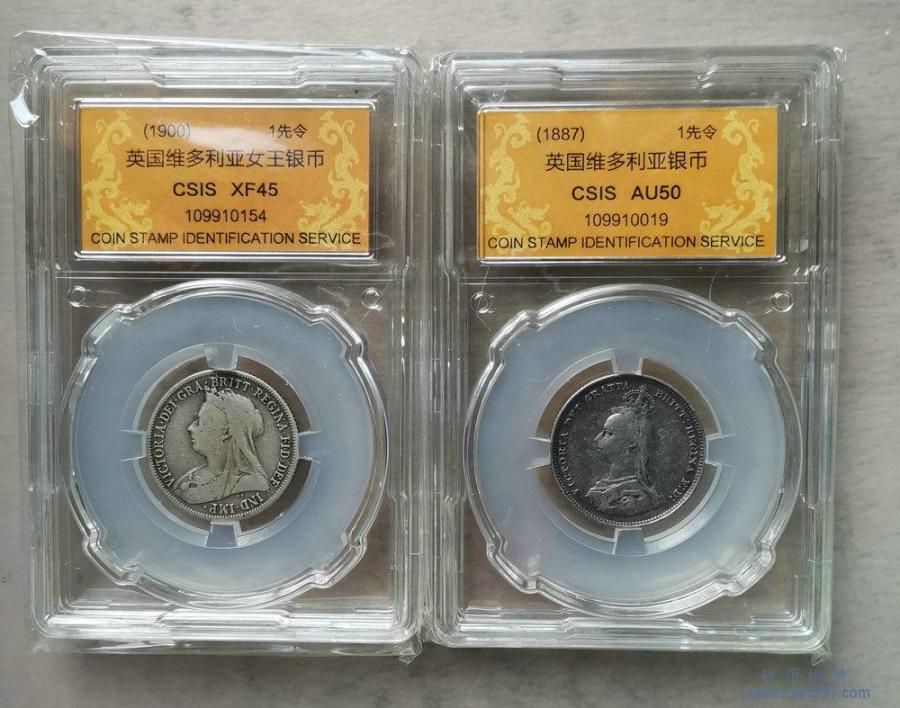 (1900) 1先令
英国维多利亚女王银币
CSIS XF45
109910154
COIN STAMP IDENTIFICATION SERVICE
(1887) 1先令
英国维多利亚银币
CSIS AU50
109910019
COIN STAMP IDENTIFICATION SERVICE
VICTORIA·DEI·GRA·BRITT·REGINA·FID·DEF·IND·IMP·
VICTORIA DEI GRATIA BRITT: REGINA F:D: